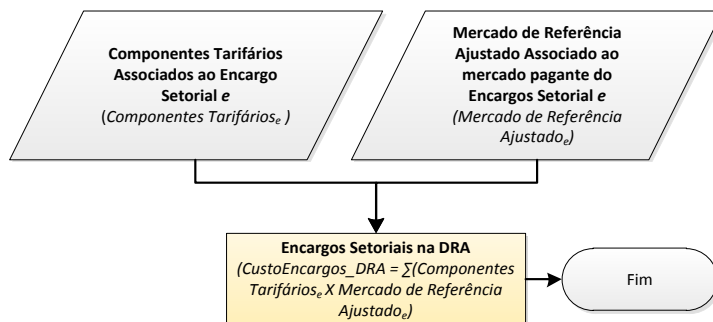 Componentes Tarifários
Associados ao Encargo
Setorial e
(Componentes Tarifáriosₑ )
Mercado de Referência
Ajustado Associado ao
mercado pagante do
Encargos Setorial e
(Mercado de Referência
Ajustadoₑ)
Encargos Setoriais na DRA
(CustoEncargos_DRA = ∑(Componentes
Tarifáriosₑ X Mercado de Referência
Ajustadoₑ)
Fim